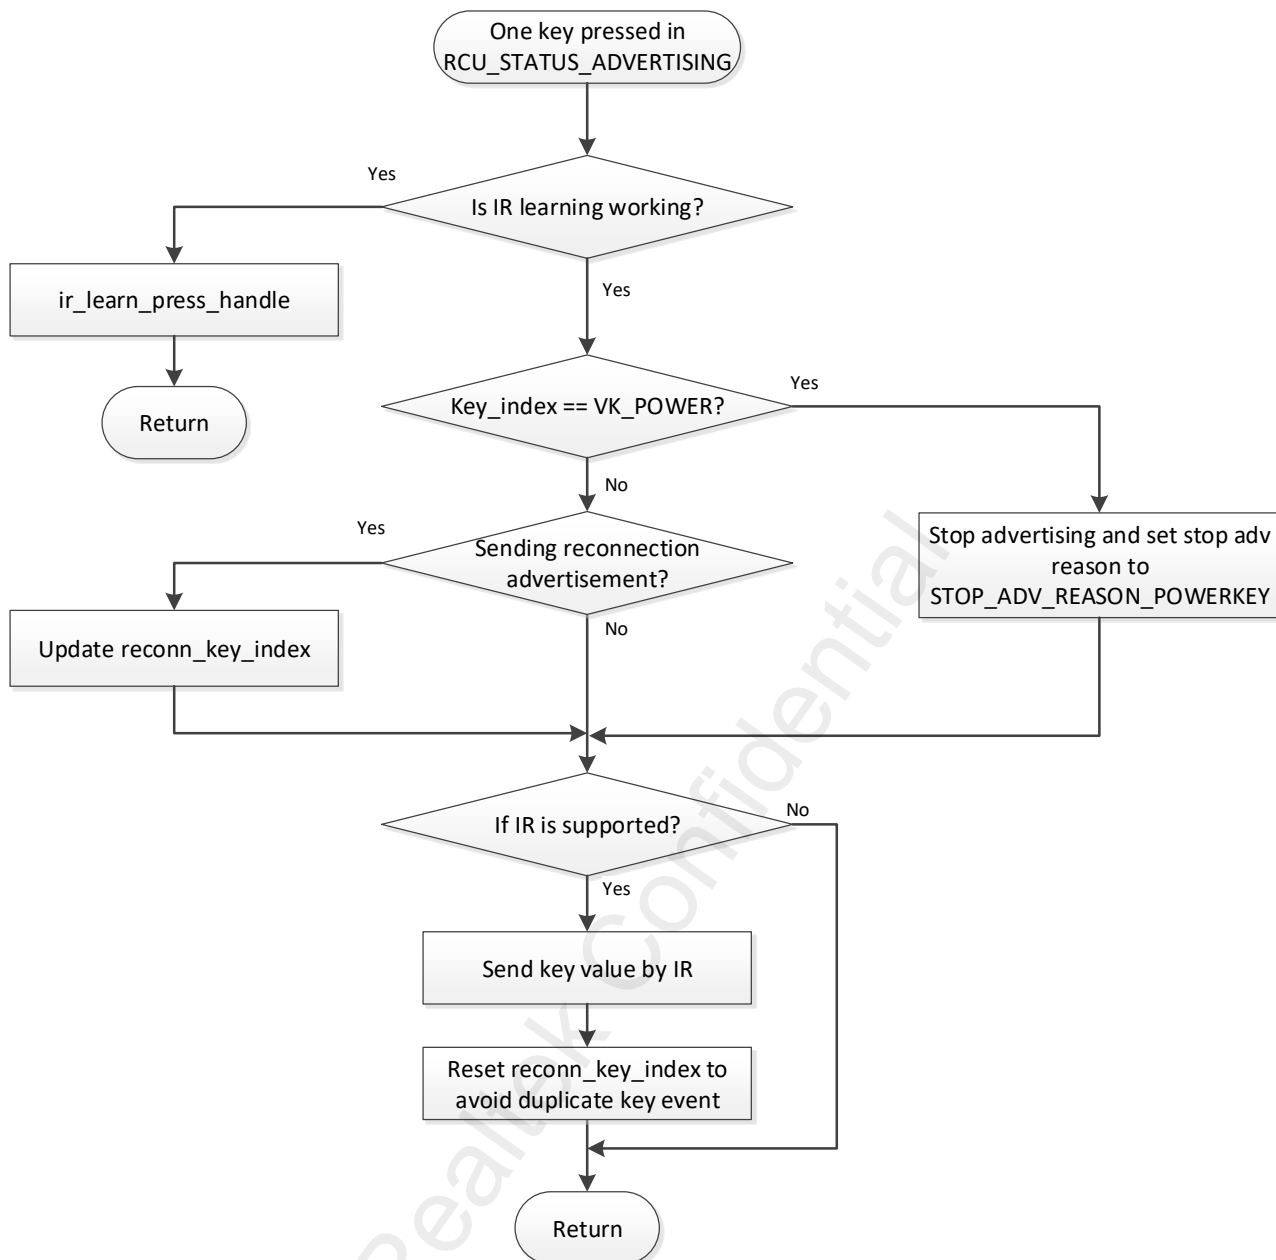 One key pressed in
RCU_STATUS_ADVERTISING
Yes
Is IR learning working?
ir_learn_press_handle
Yes
Return
Key_index == VK_POWER?
Yes
No
Yes
Sending reconnection
advertisement?
Stop advertising and set stop adv
reason to
STOP_ADV_REASON_POWERKEY
Update reconn_key_index
No
If IR is supported?
No
Yes
Send key value by IR
Reset reconn_key_index to
avoid duplicate key event
Return
Realtek Confidential